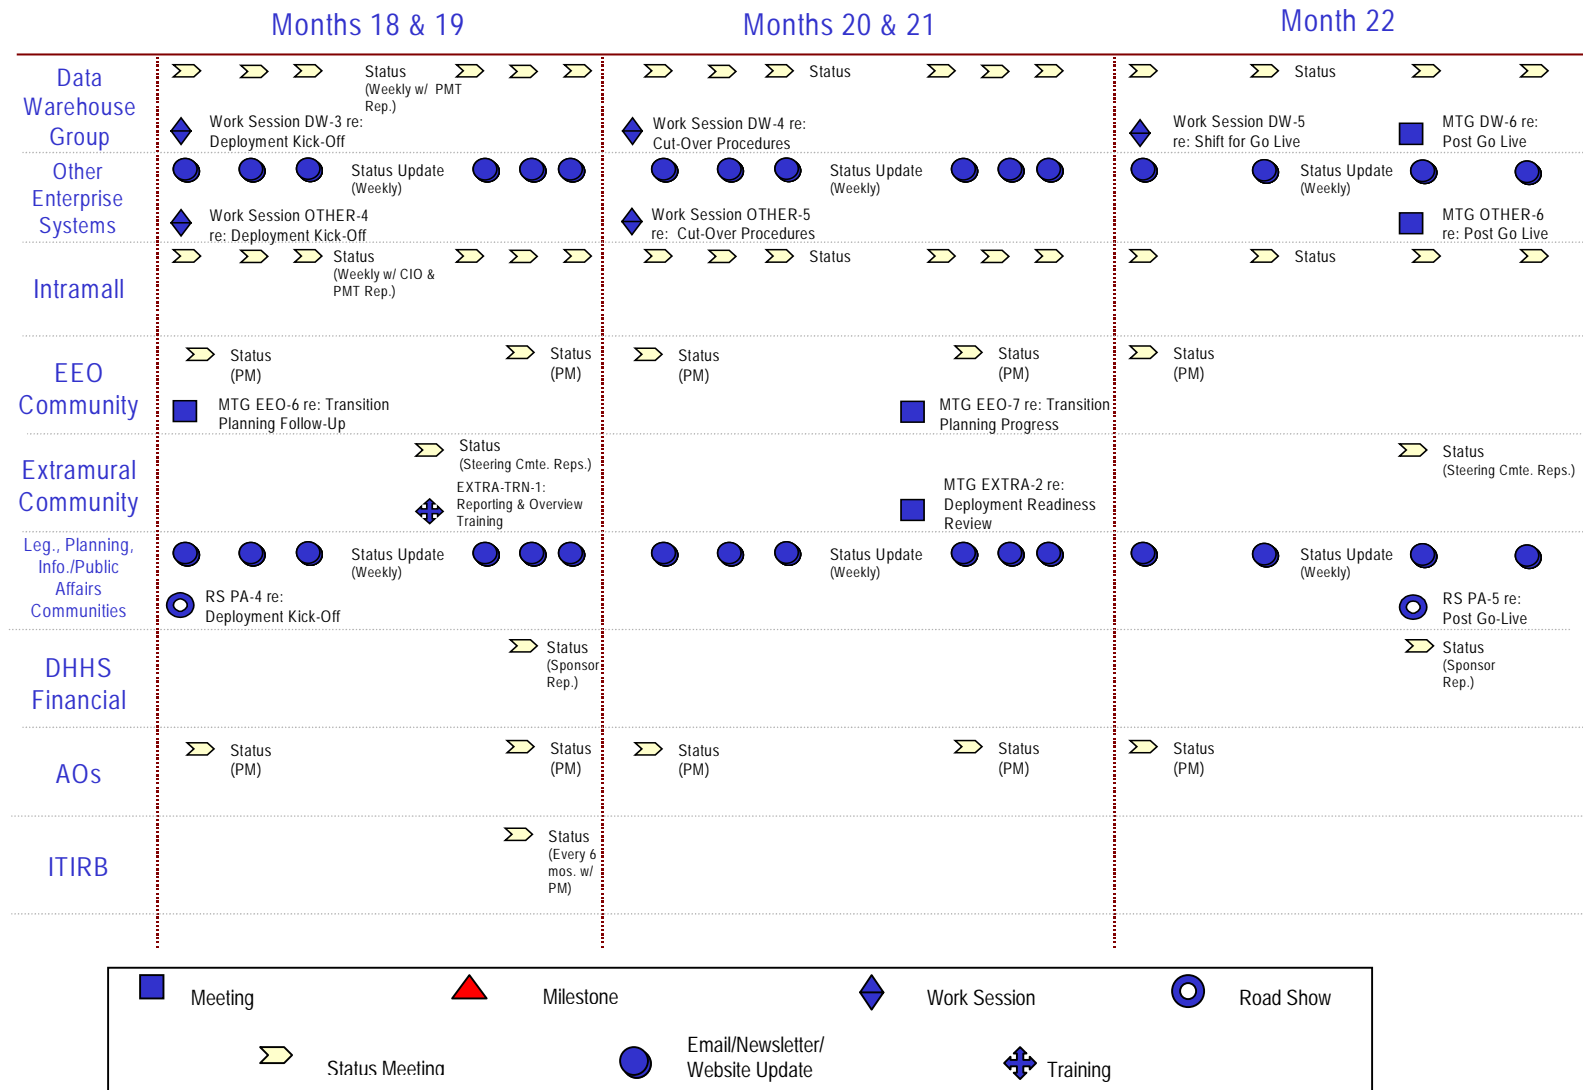 Months 18 & 19
Months 20 & 21
Month 22
Data
Warehouse
Group
Status
(Weekly w/ PMT
Rep.)
Work Session DW-3 re:
Deployment Kick-Off
Status
Work Session DW-4 re:
Cut-Over Procedures
Status
Work Session DW-5
re: Shift for Go Live
MTG DW-6 re:
Post Go Live
Other
Enterprise
Systems
Status Update
(Weekly)
Work Session OTHER-4
re: Deployment Kick-Off
Status Update
(Weekly)
Work Session OTHER-5
re: Cut-Over Procedures
Status Update
(Weekly)
MTG OTHER-6
re: Post Go Live
Intramall
Status
(Weekly w/ CIO &
PMT Rep.)
Status
Status
EEO
Community
Status
(PM)
Status
(PM)
MTG EEO-6 re: Transition
Planning Follow-Up
Status
(PM)
Status
(PM)
MTG EEO-7 re: Transition
Planning Progress
Status
(PM)
Extramural
Community
Status
(Steering Cmte. Reps.)
EXTRA-TRN-1:
Reporting & Overview
Training
MTG EXTRA-2 re:
Deployment Readiness
Review
Status
(Steering Cmte. Reps.)
Leg., Planning,
Info./Public
Affairs
Communities
Status Update
(Weekly)
RS PA-4 re:
Deployment Kick-Off
Status Update
(Weekly)
Status Update
(Weekly)
RS PA-5 re:
Post Go-Live
DHHS
Financial
Status
(Sponsor
Rep.)
Status
(Sponsor
Rep.)
AOs
Status
(PM)
Status
(PM)
Status
(PM)
Status
(PM)
Status
(PM)
ITIRB
Status
(Every 6
mos. w/
PM)
Meeting
Milestone
Work Session
Road Show
Status Meeting
Email/Newsletter/
Website Update
Training